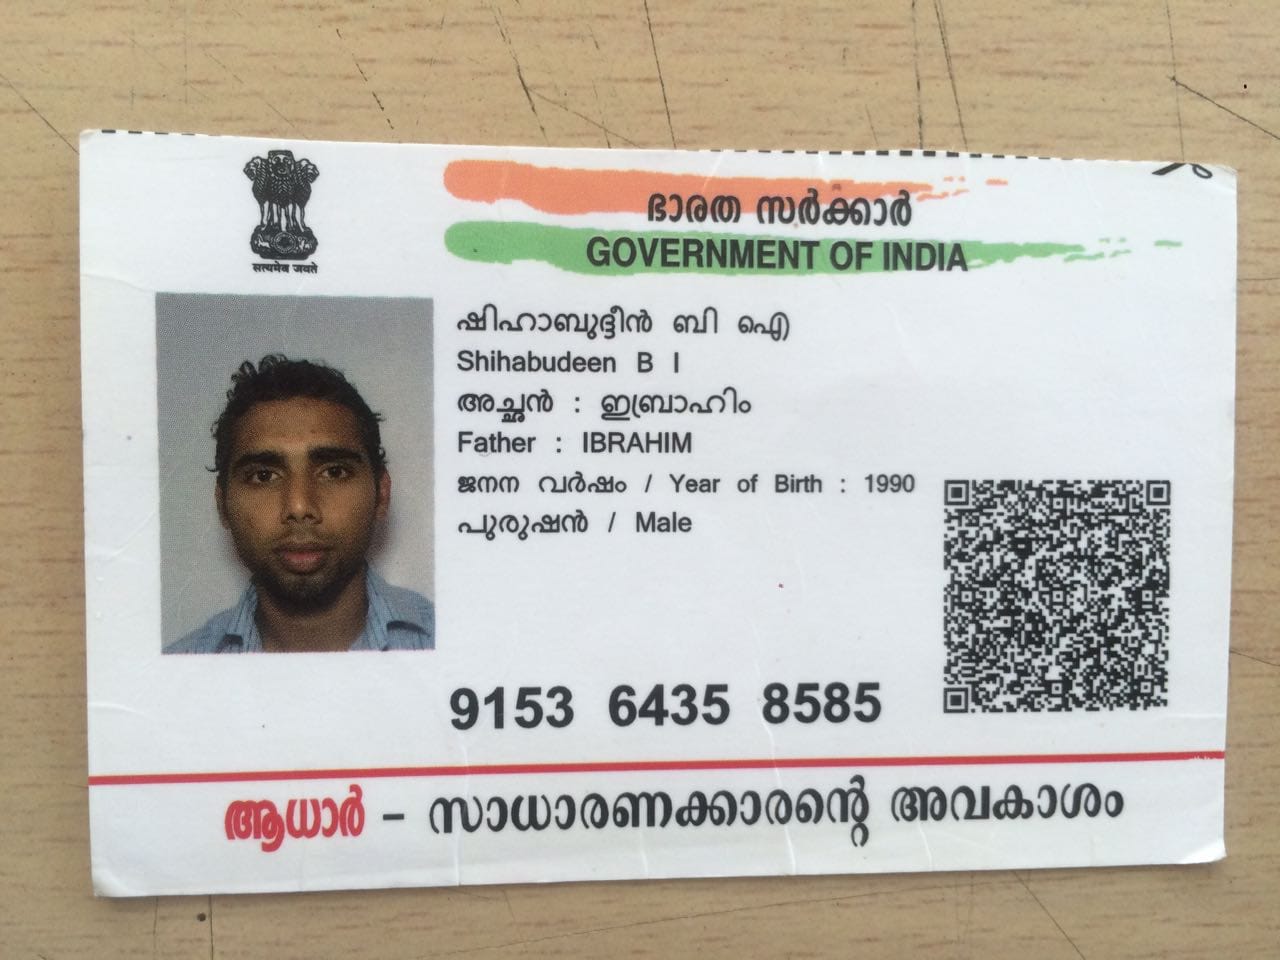 सत्यमेव जयते
ഭാരത സർക്കാർ
GOVERNMENT OF INDIA
ഷിഹാബുദ്ദീൻ ബി ഐ
Shihabudeen B I
അച്ഛൻ : ഇബ്രാഹിം
Father : IBRAHIM
ജനന വർഷം / Year of Birth : 1990
പുരുഷൻ / Male
9153 6435 8585
ആധാർ - സാധാരണക്കാരന്റെ അവകാശം